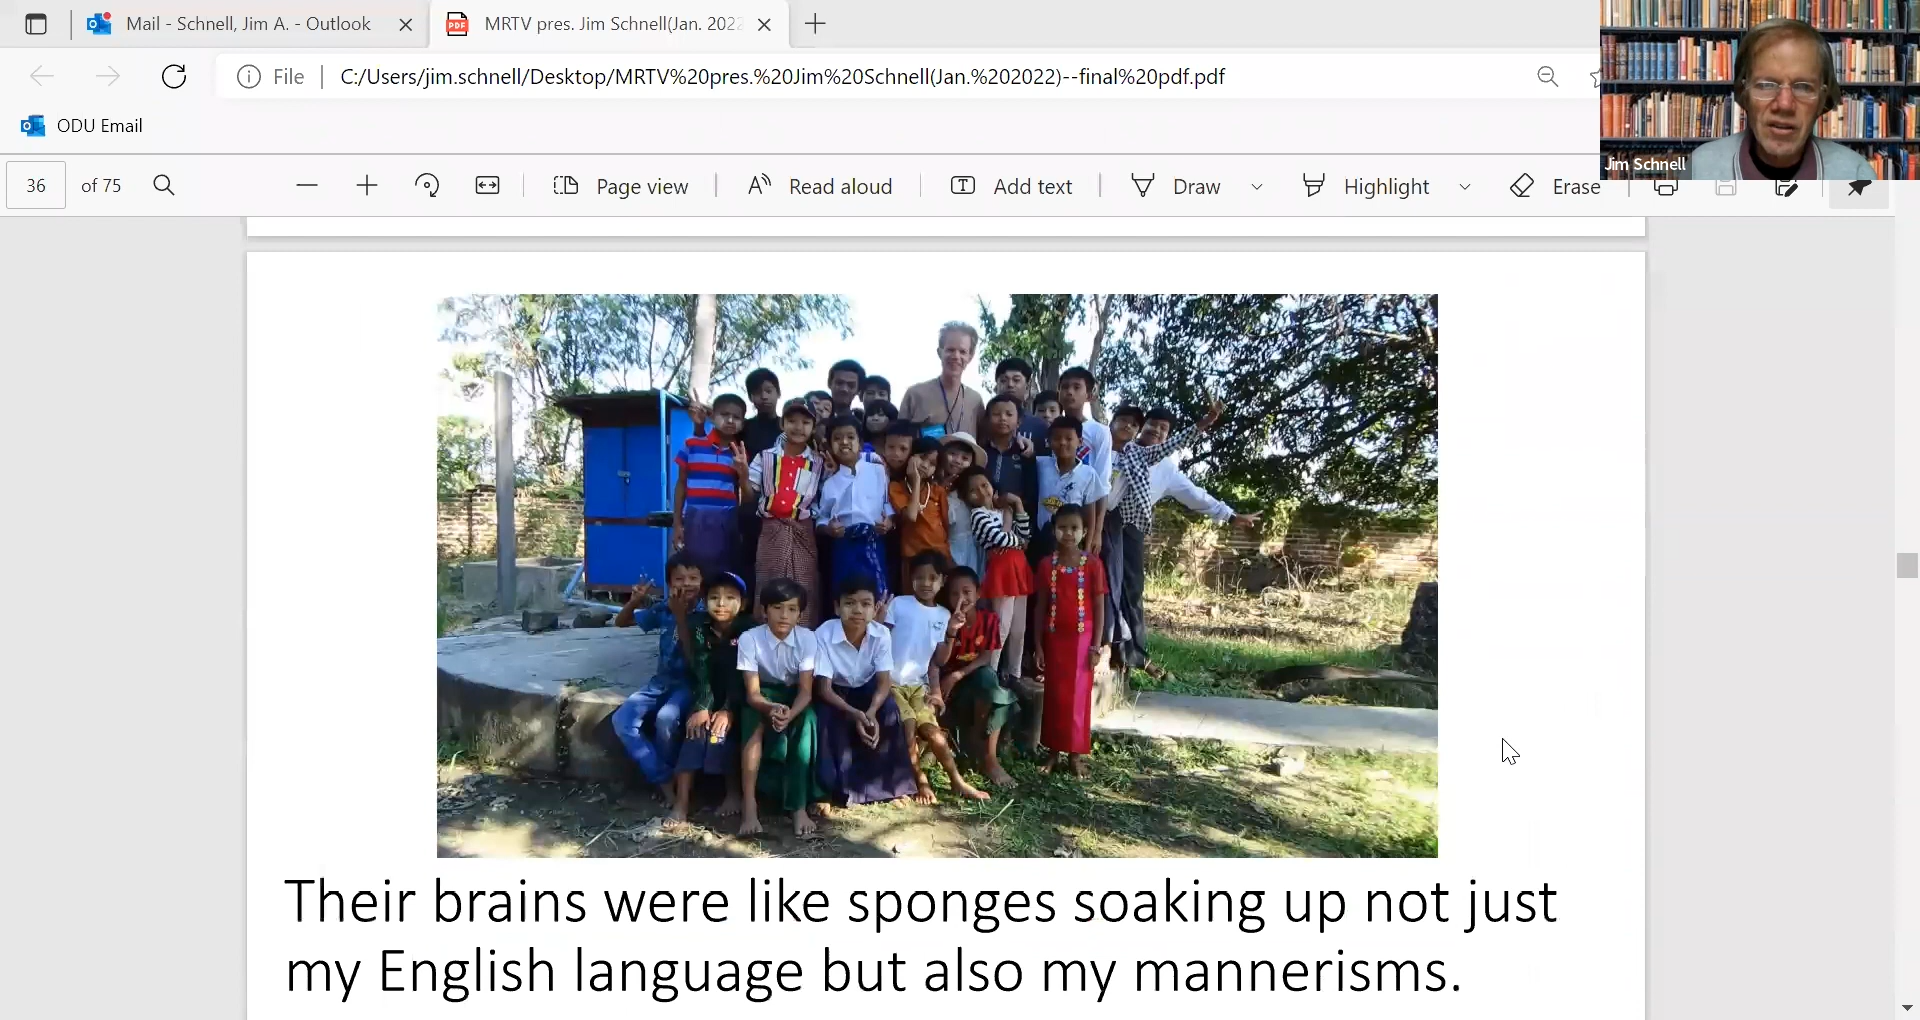 Mail - Schnell, Jim A. - Outlook
MRTV pres. Jim Schnell(Jan. 2022
File
C:/Users/jim.schnell/Desktop/MRTV%20pres.%20Jim%20Schnell(Jan.%202022)--final%20pdf.pdf
ODU Email
36 of 75
Page view
Read aloud
Add text
Draw
Highlight
Erase
PDF
Jim Schnell
Their brains were like sponges soaking up not just
my English language but also my mannerisms.